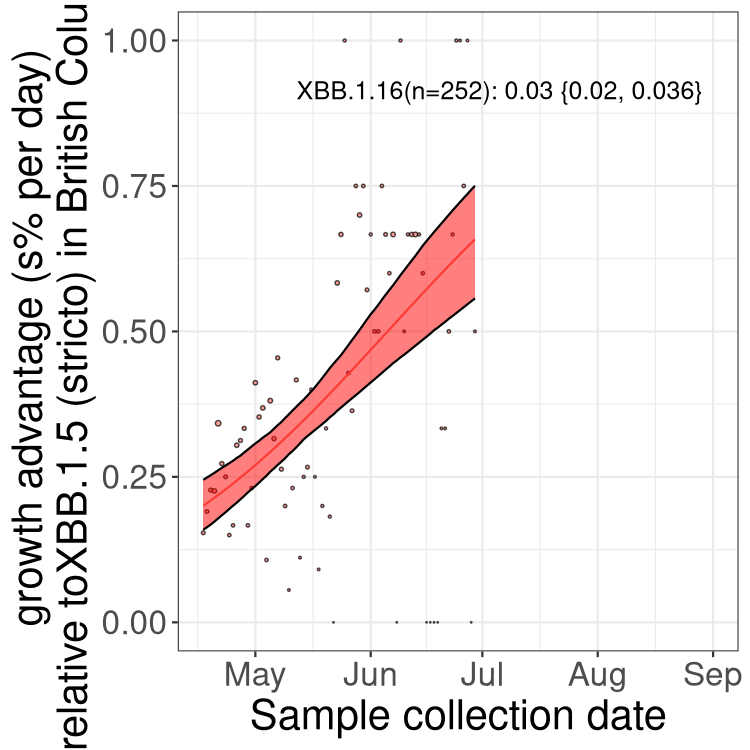 growth advantage (s% per day)
relative toXBB.1.5 (stricto) in British Colu
1.00
0.75
0.50
0.25
0.00
XBB.1.16(n=252): 0.03 {0.02, 0.036}
May Jun Jul Aug Sep
Sample collection date